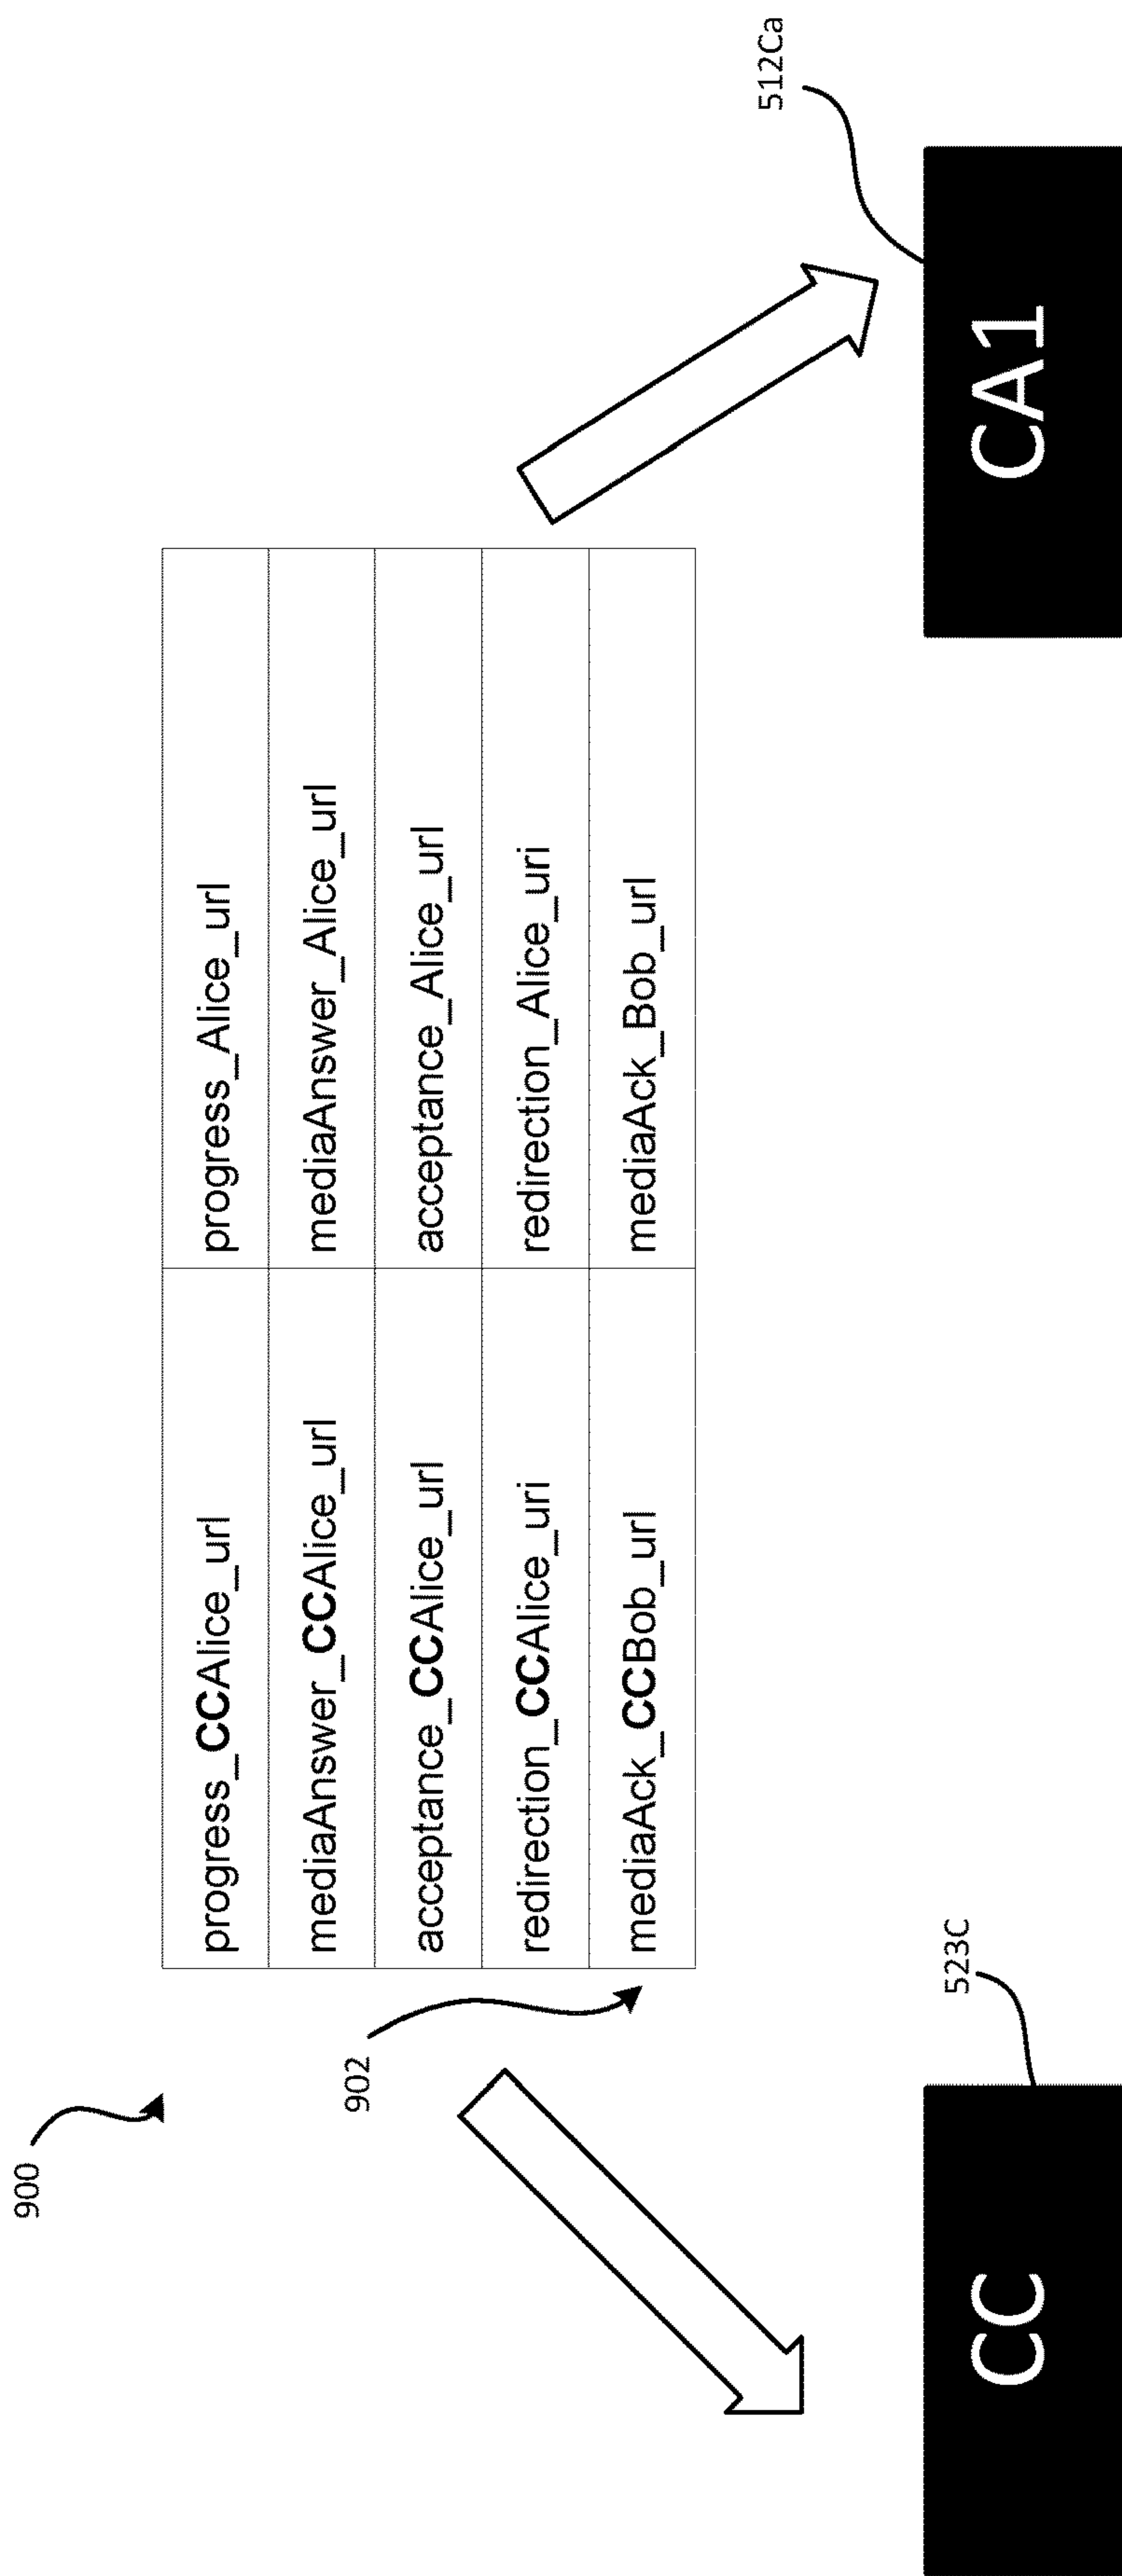 900
902
progress_CCAlice_url progress_Alice_url
mediaAnswer_CCAlice_url mediaAnswer_Alice_url
acceptance_CCAlice_url acceptance_Alice_url
redirection_CCAlice_uri redirection_Alice_uri
mediaAck_CCBob_url mediaAck_Bob_url
523C
512Ca
CC
CA1